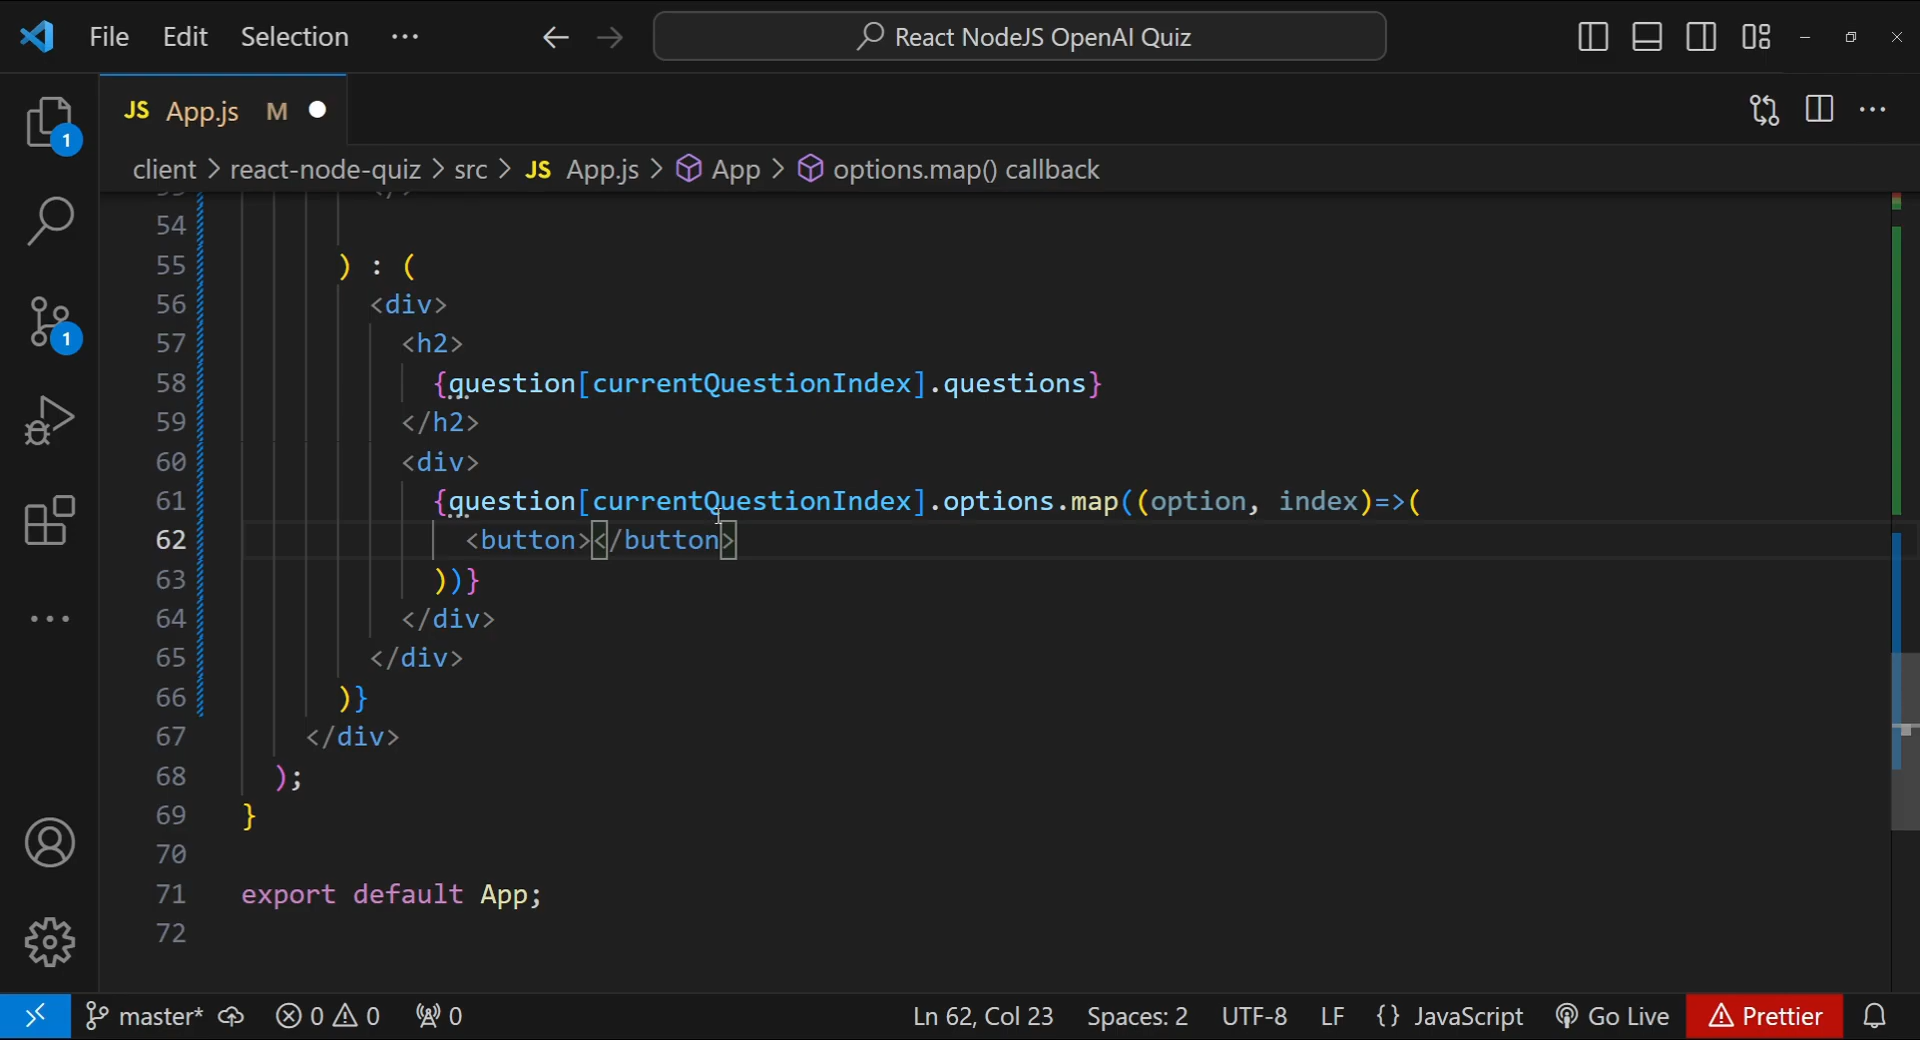 File Edit Selection ··· React NodeJS OpenAI Quiz
JS App.js M
client > react-node-quiz > src > JS App.js > App > options.map() callback
54
55 ) : (
56 <div>
57 <h2>
58 {question[currentQuestionIndex].questions}
59 </h2>
60 <div>
61 {question[currentQuestionIndex].options.map((option, index)=>(
62 <button></button>
63 ))}
64 </div>
65 </div>
66 )}
67 </div>
68 );
69 }
70
71 export default App;
72
1
1
master* 0 0 0 Ln 62, Col 23 Spaces: 2 UTF-8 LF {} JavaScript Go Live Prettier